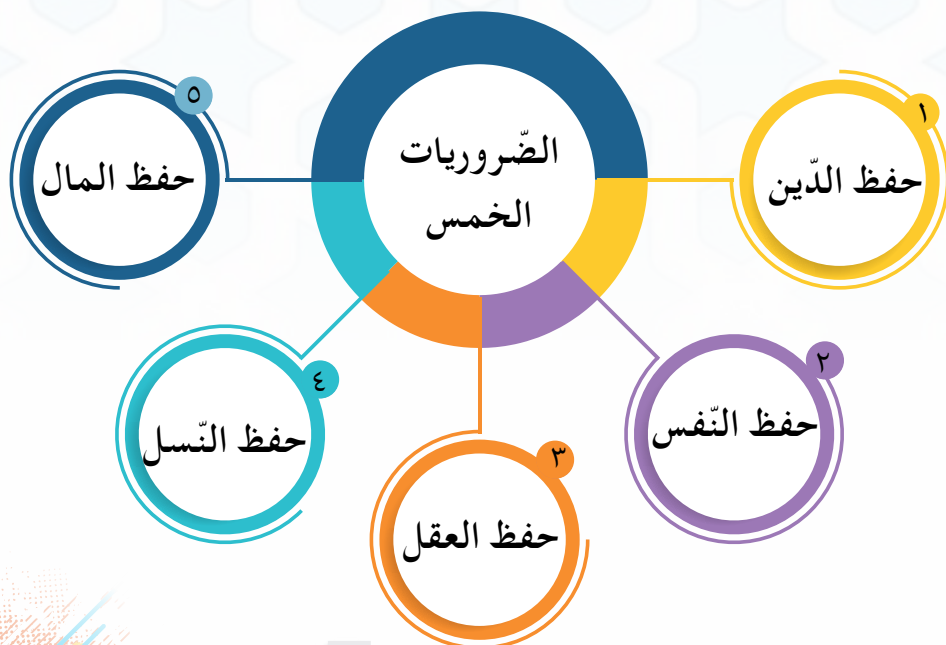 الضّروريات
الخمس
١
حفظ الدّين
٢
حفظ النّفس
٣
حفظ العقل
٤
حفظ النّسل
٥
حفظ المال